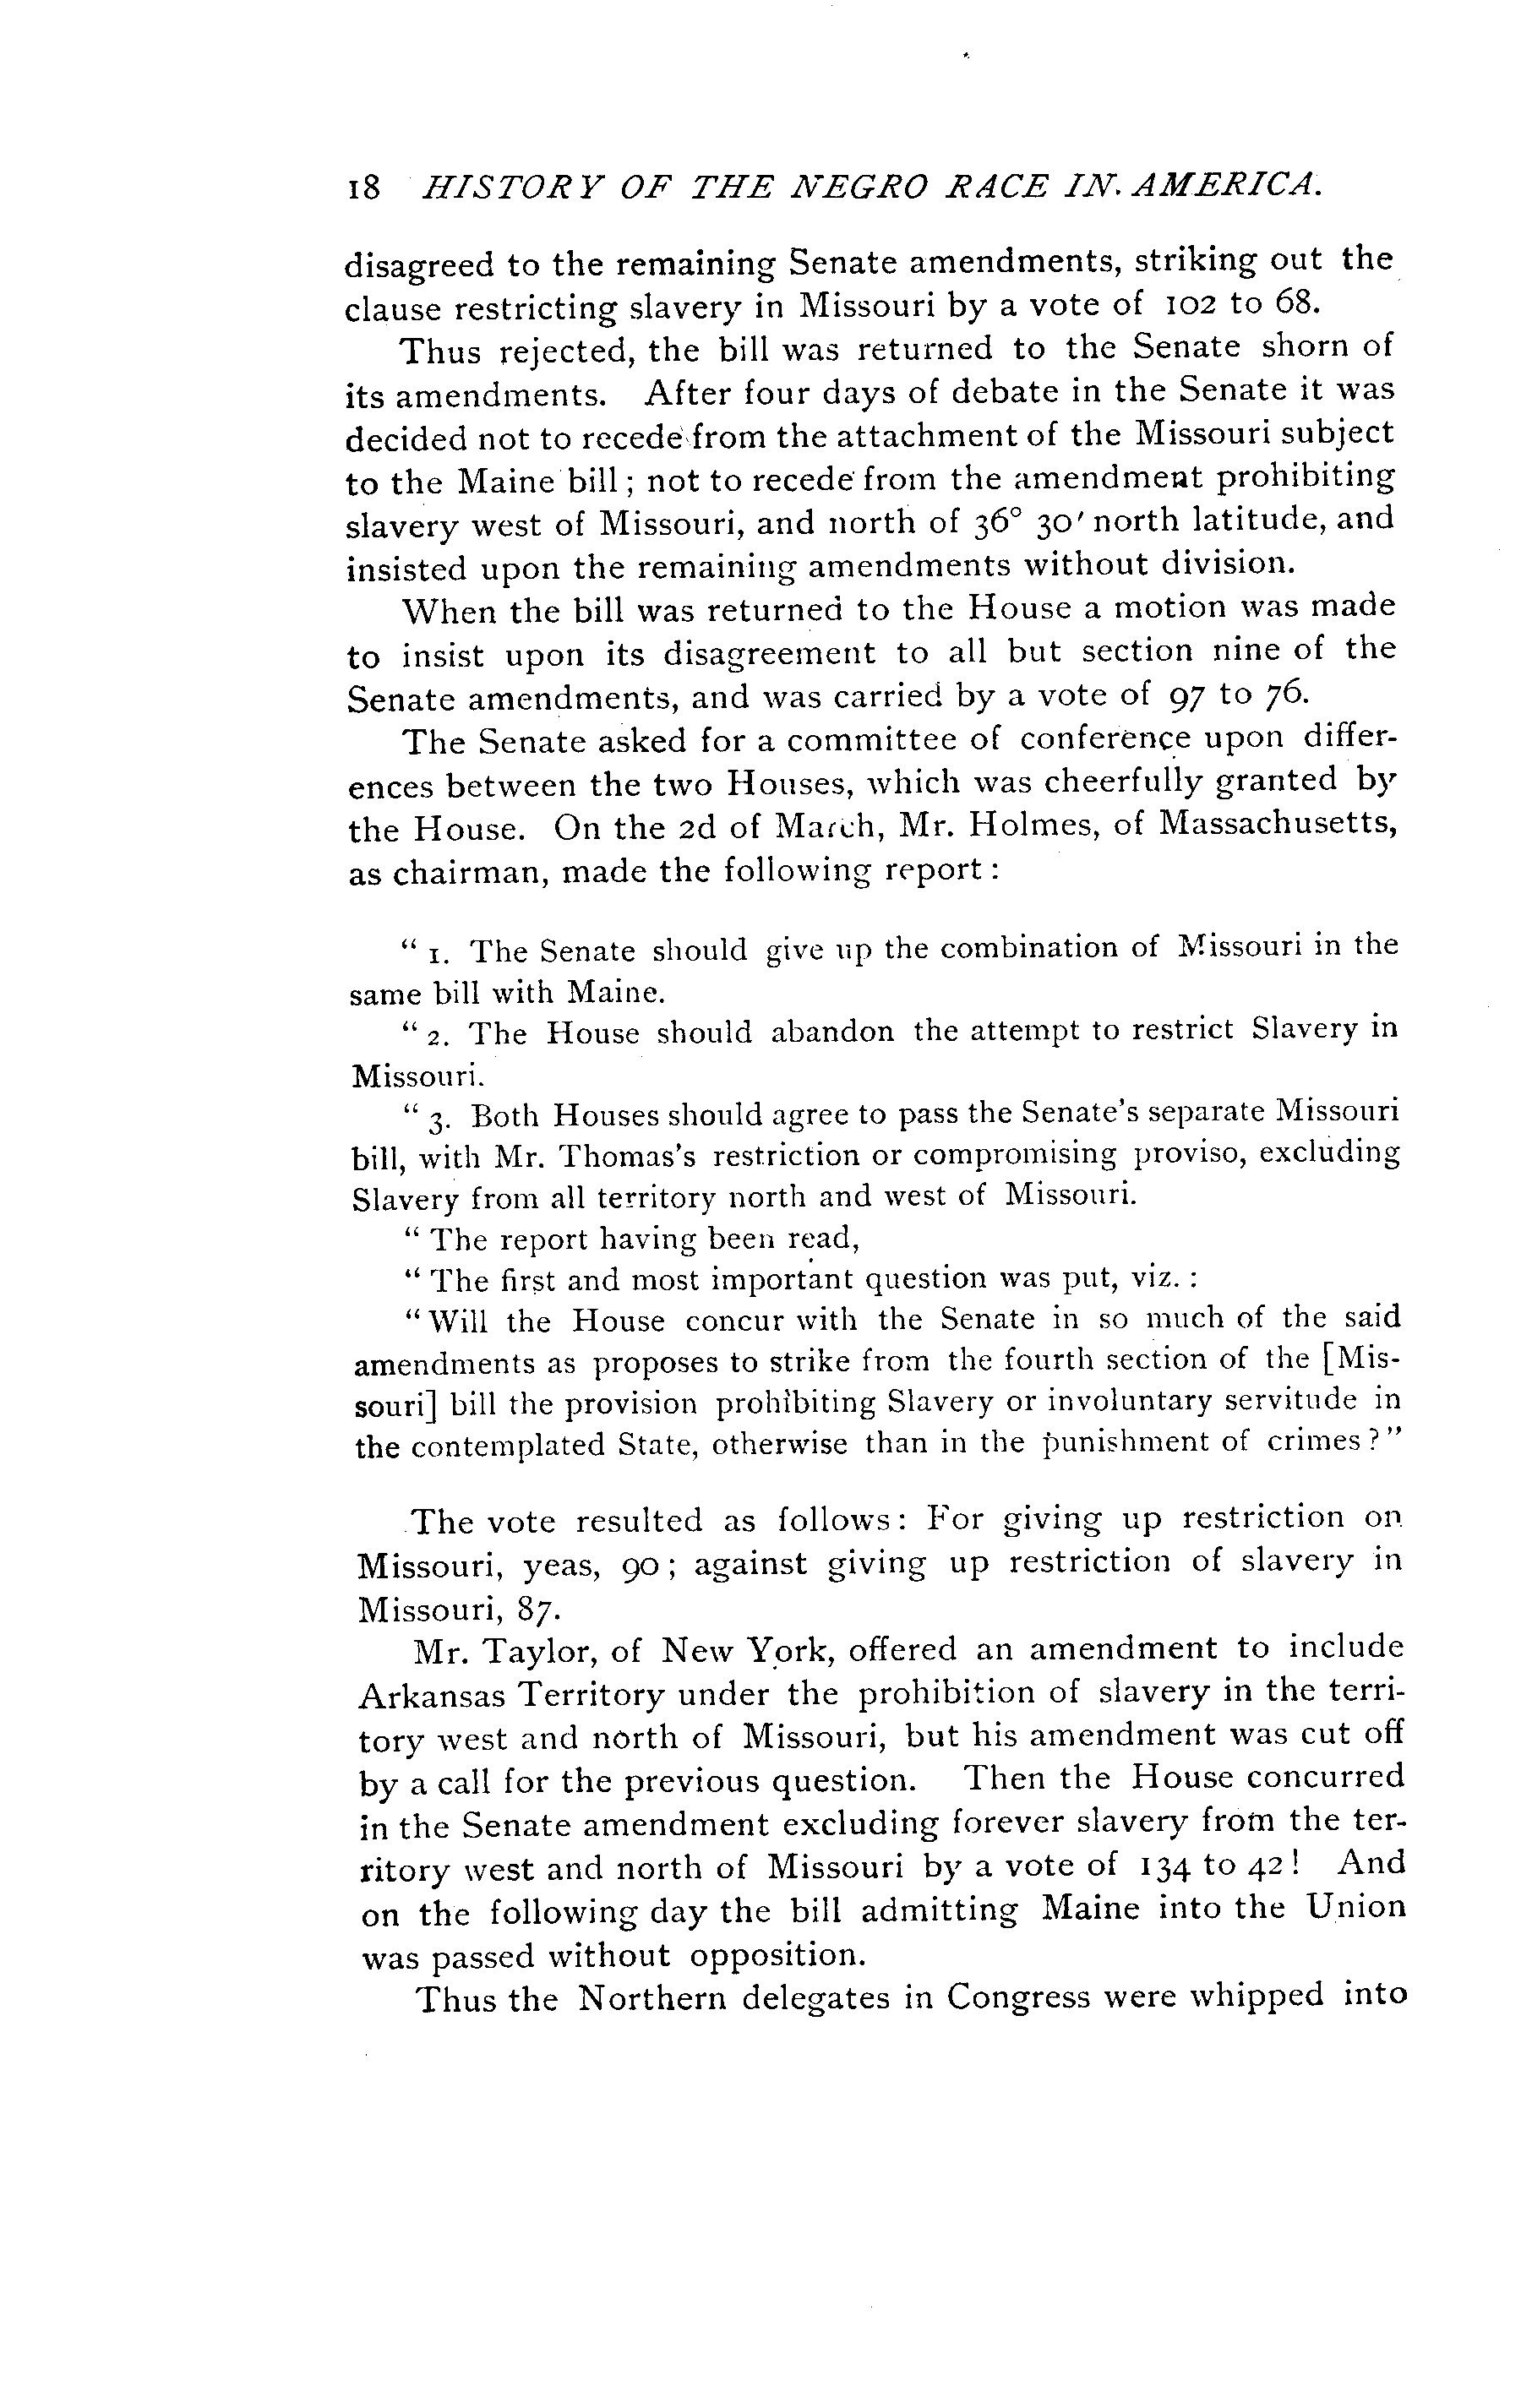 18 HISTORY OF THE NEGRO RACE IN AMERICA.
disagreed to the remaining Senate amendments, striking out the
clause restricting slavery in Missouri by a vote of 102 to 68.
Thus rejected, the bill was returned to the Senate shorn of
its amendments. After four days of debate in the Senate it was
decided not to recede from the attachment of the Missouri subject
to the Maine bill; not to recede from the amendment prohibiting
slavery west of Missouri, and north of 36° 30′ north latitude, and
insisted upon the remaining amendments without division.
When the bill was returned to the House a motion was made
to insist upon its disagreement to all but section nine of the
Senate amendments, and was carried by a vote of 97 to 76.
The Senate asked for a committee of conference upon differ-
ences between the two Houses, which was cheerfully granted by
the House. On the 2d of March, Mr. Holmes, of Massachusetts,
as chairman, made the following report:
"1. The Senate should give up the combination of Missouri in the
same bill with Maine.
"2. The House should abandon the attempt to restrict Slavery in
Missouri.
"3. Both Houses should agree to pass the Senate's separate Missouri
bill, with Mr. Thomas's restriction or compromising proviso, excluding
Slavery from all territory north and west of Missouri.
"The report having been read,
"The first and most important question was put, viz.:
"Will the House concur with the Senate in so much of the said
amendments as proposes to strike from the fourth section of the [Mis-
souri] bill the provision prohibiting Slavery or involuntary servitude in
the contemplated State, otherwise than in the punishment of crimes?"
The vote resulted as follows: For giving up restriction on
Missouri, yeas, 90; against giving up restriction of slavery in
Missouri, 87.
Mr. Taylor, of New York, offered an amendment to include
Arkansas Territory under the prohibition of slavery in the terri-
tory west and north of Missouri, but his amendment was cut off
by a call for the previous question. Then the House concurred
in the Senate amendment excluding forever slavery from the ter-
ritory west and north of Missouri by a vote of 134 to 42! And
on the following day the bill admitting Maine into the Union
was passed without opposition.
Thus the Northern delegates in Congress were whipped into